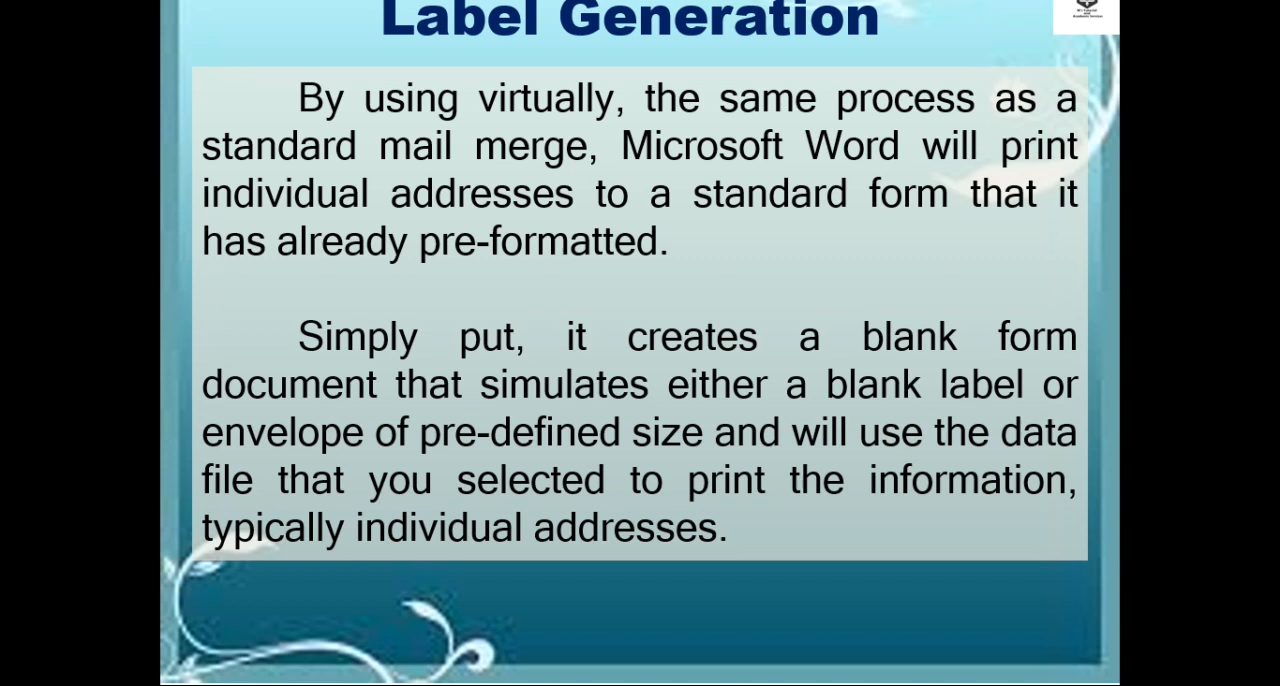 Label Generation
By using virtually, the same process as a
standard mail merge, Microsoft Word will print
individual addresses to a standard form that it
has already pre-formatted.
Simply put, it creates a blank form
document that simulates either a blank label or
envelope of pre-defined size and will use the data
file that you selected to print the information,
typically individual addresses.